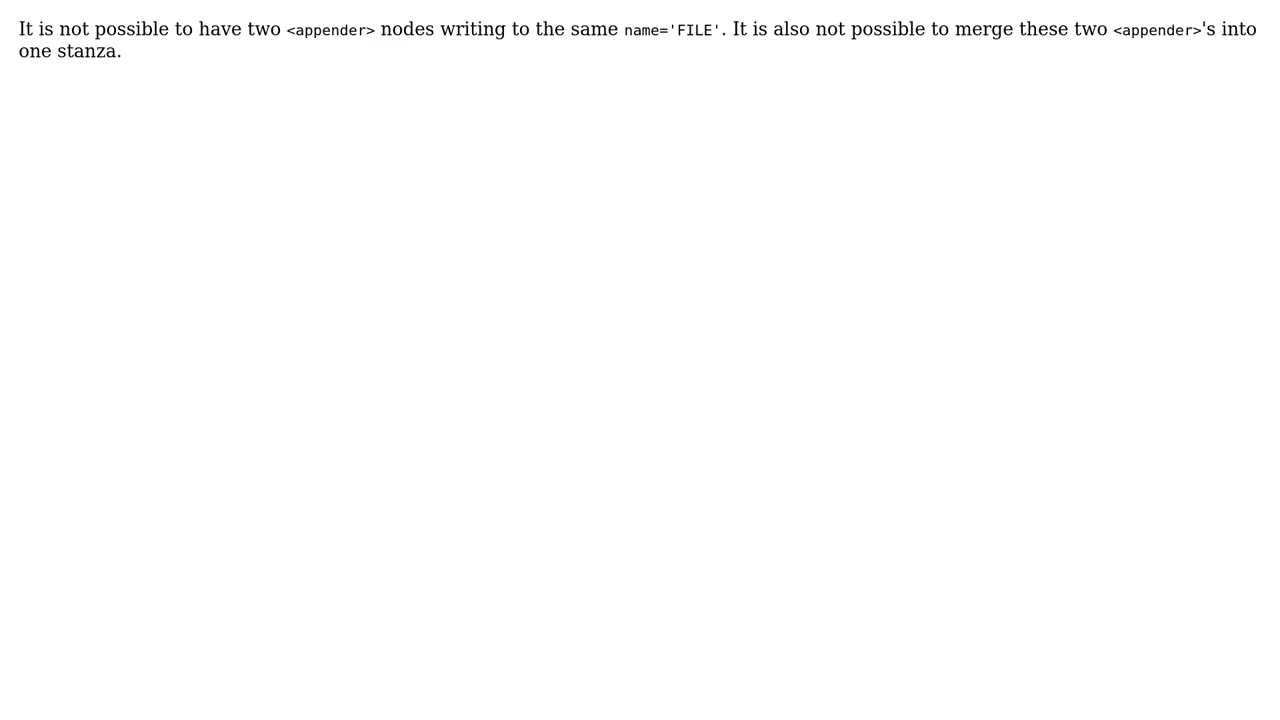 It is not possible to have two <appender> nodes writing to the same name='FILE'. It is also not possible to merge these two <appender>'s into
one stanza.